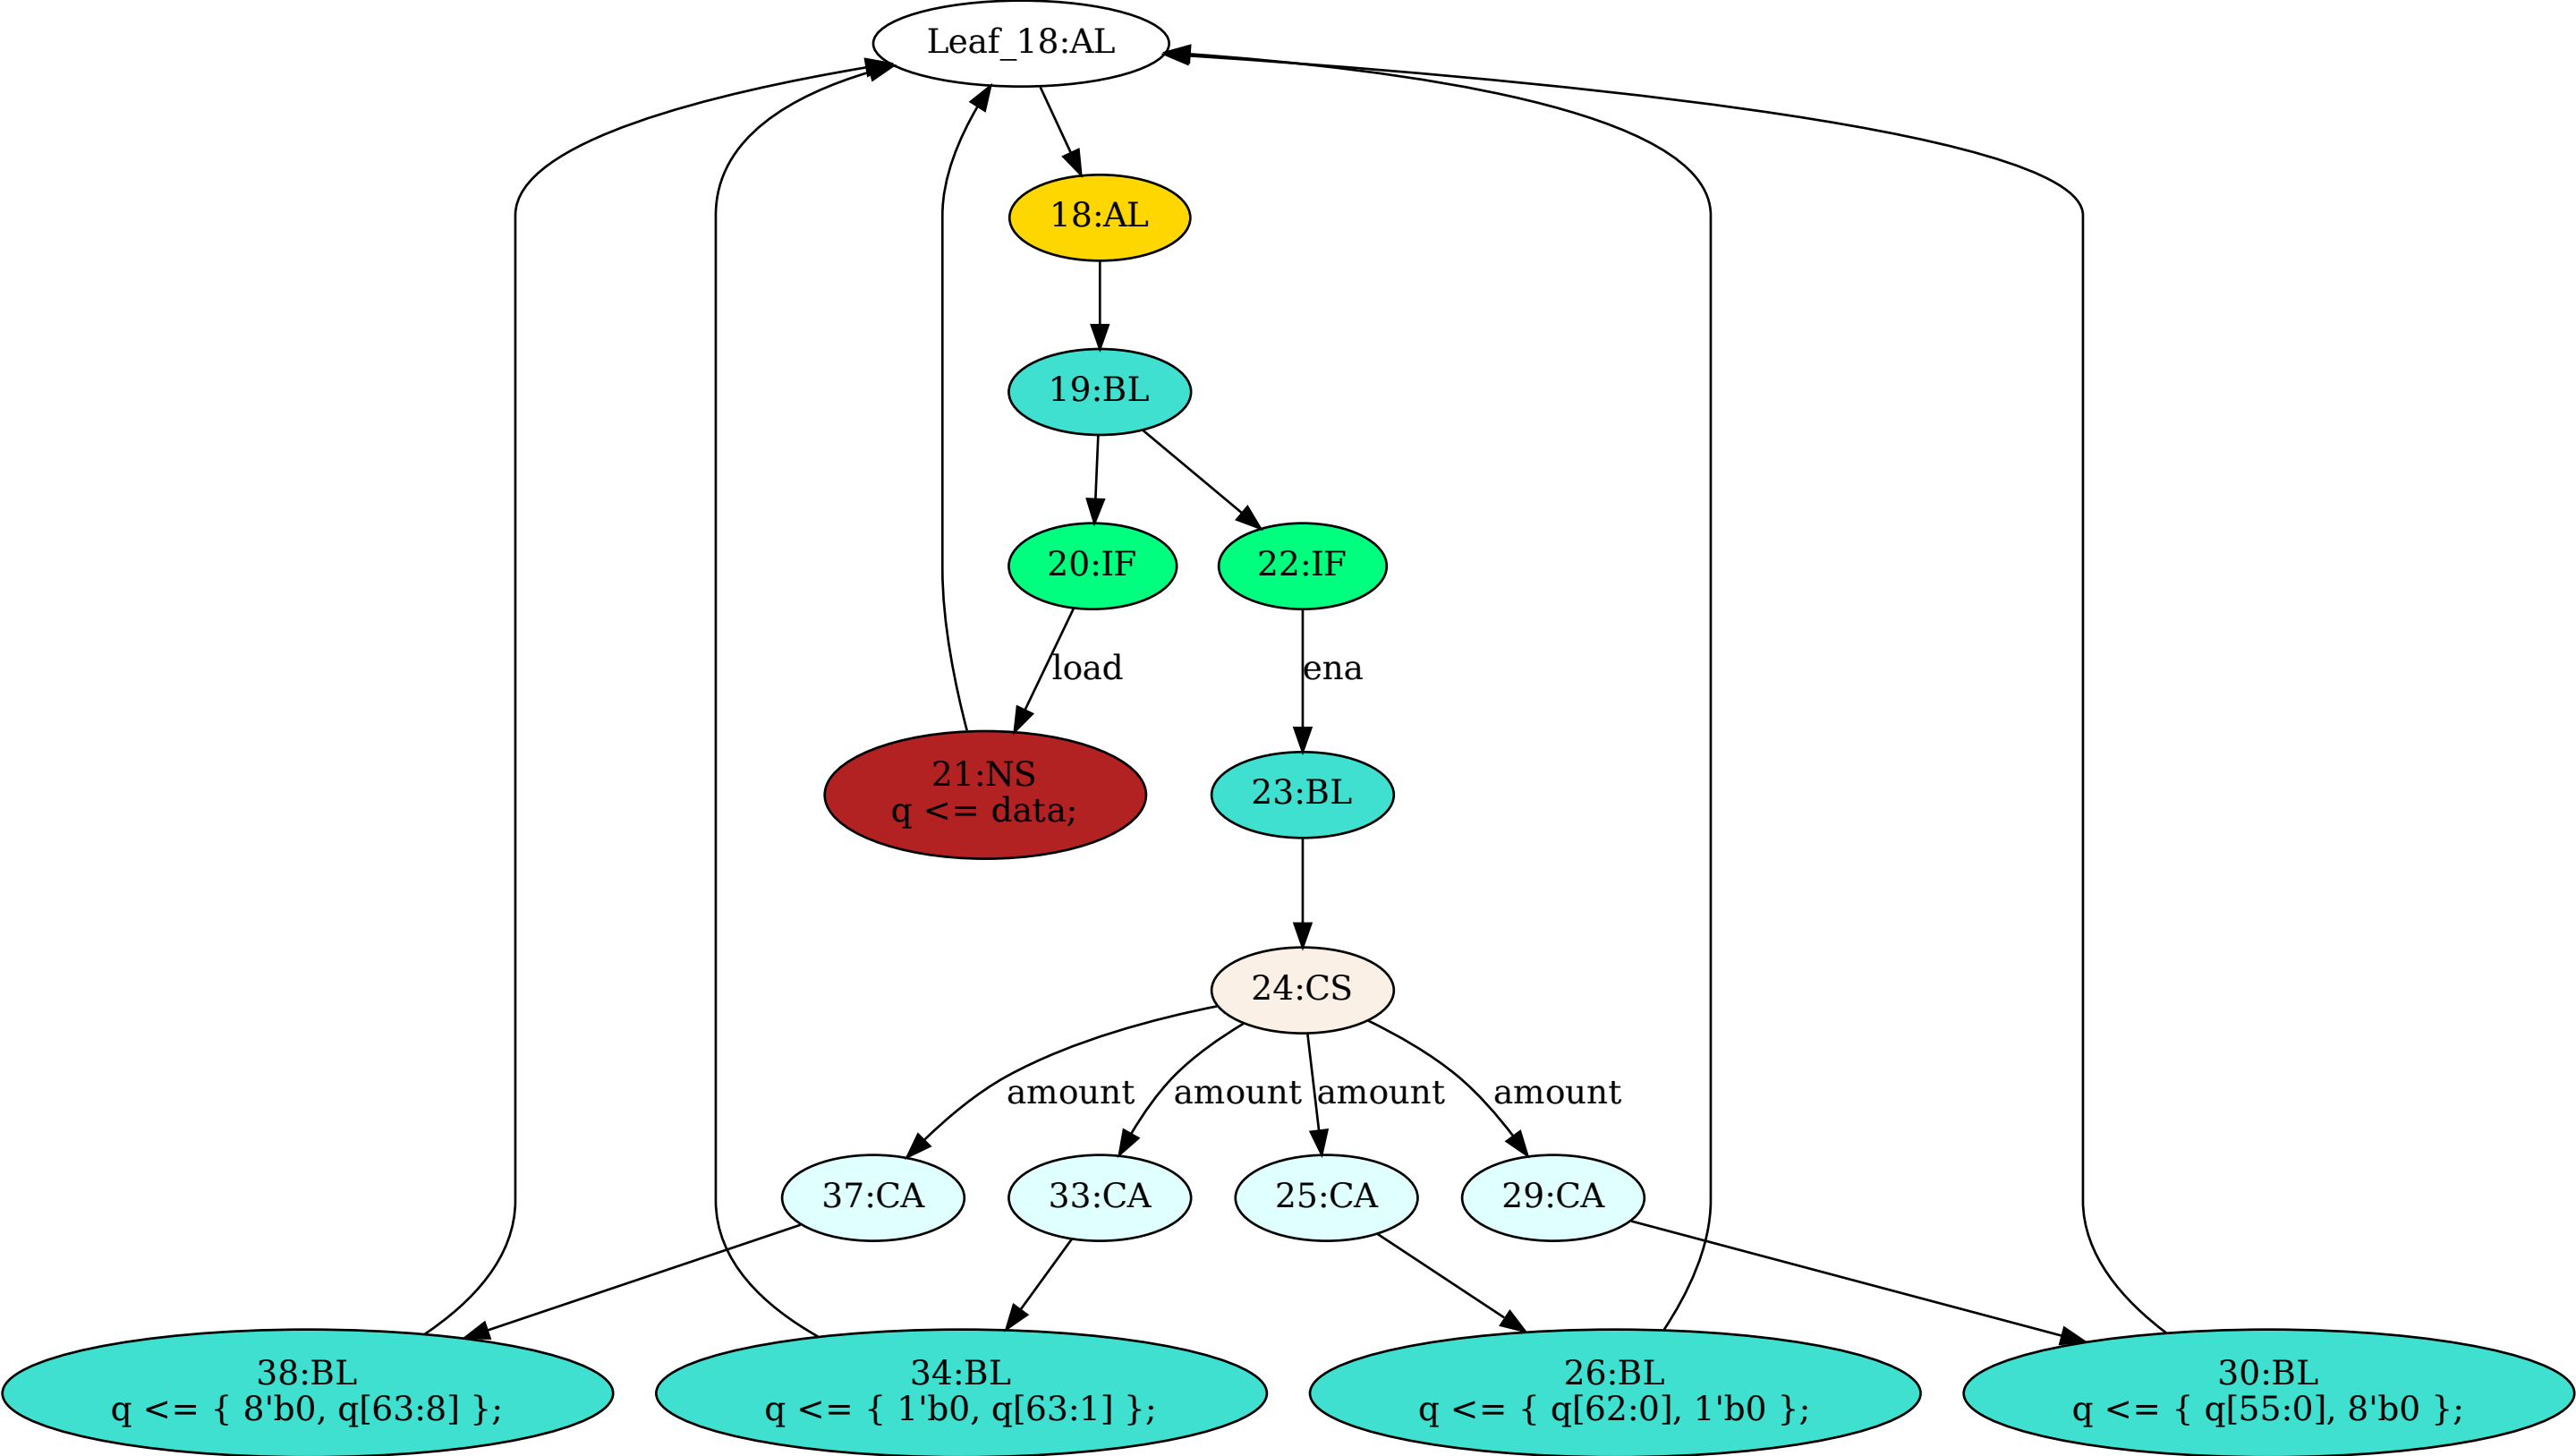 Leaf_18:AL
18:AL
19:BL
20:IF
22:IF
load
ena
21:NS
q <= data;
23:BL
24:CS
amount
amount
amount
amount
37:CA
33:CA
25:CA
29:CA
38:BL
q <= { 8'b0, q[63:8] };
34:BL
q <= { 1'b0, q[63:1] };
26:BL
q <= { q[62:0], 1'b0 };
30:BL
q <= { q[55:0], 8'b0 };